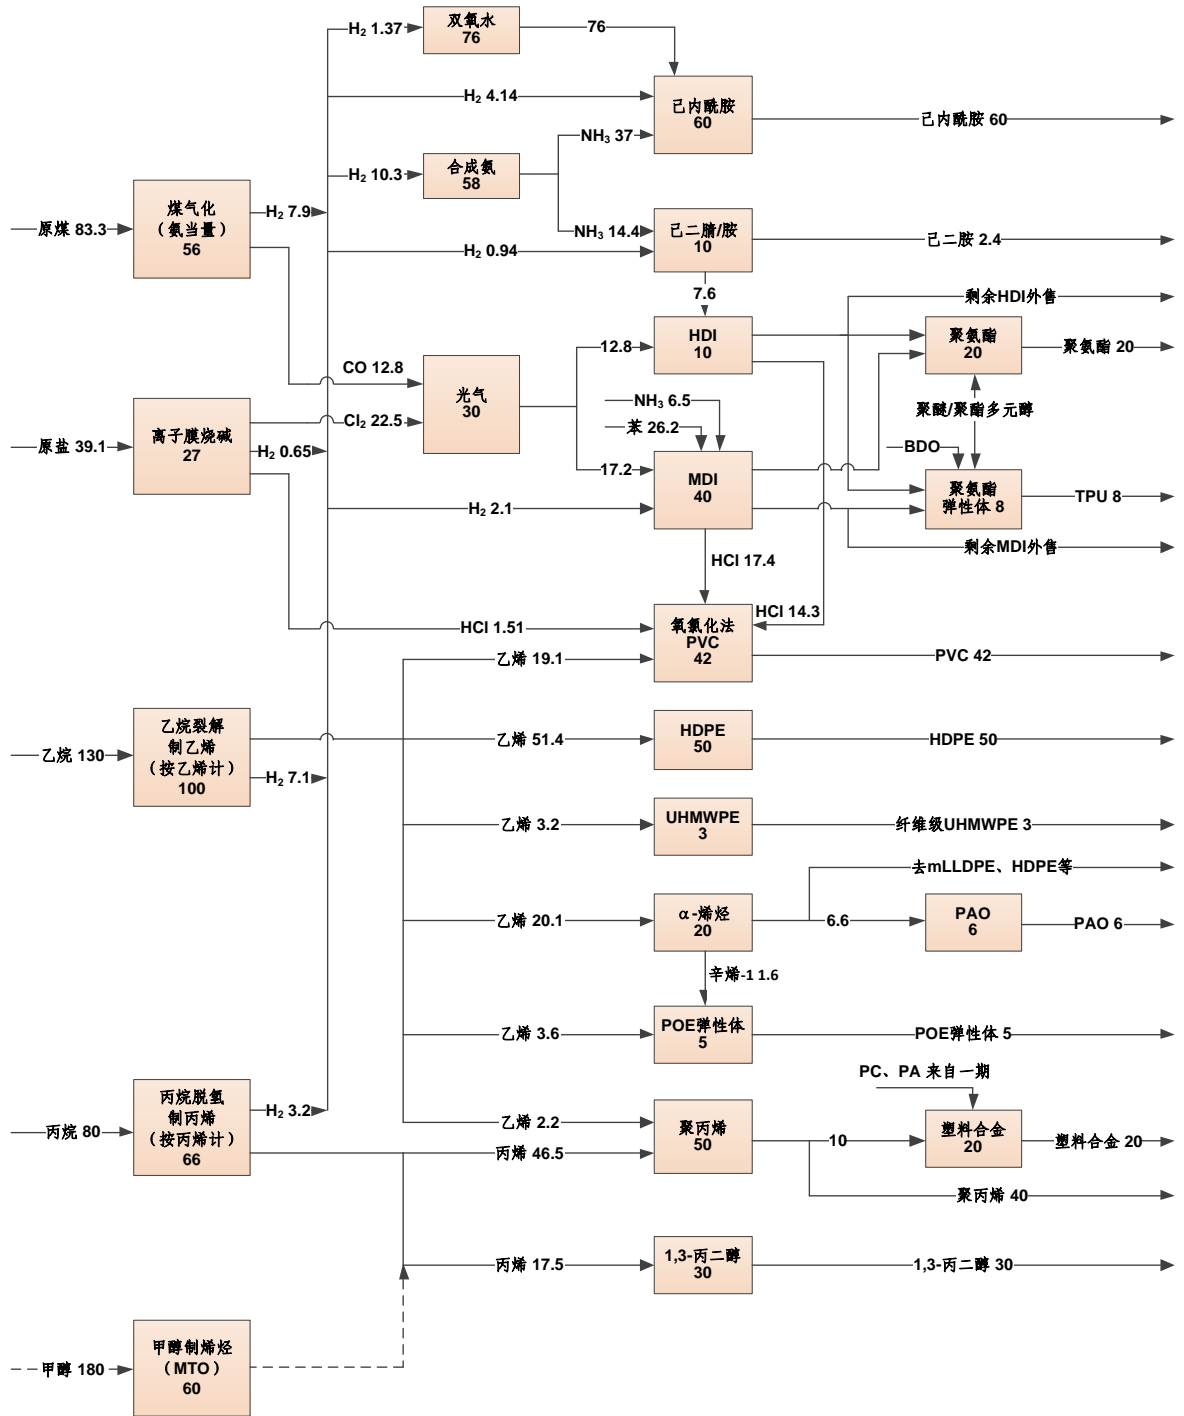 H₂ 1.37
双氧水
76
76
H₂ 4.14
己内酰胺
60
己内酰胺 60
NH₃ 37
H₂ 10.3
合成氨
58
原煤 83.3
煤气化
（氨当量）
56
H₂ 7.9
NH₃ 14.4
H₂ 0.94
己二腈/胺
10
己二胺 2.4
7.6
剩余HDI外售
12.8
HDI
10
聚氨酯
20
聚氨酯 20
CO 12.8
光气
30
Cl₂ 22.5
NH₃ 6.5
苯 26.2
聚醚/聚酯多元醇
原盐 39.1
离子膜烧碱
27
H₂ 0.65
17.2
MDI
40
BDO
聚氨酯
弹性体 8
TPU 8
H₂ 2.1
剩余MDI外售
HCl 17.4
HCl 14.3
HCl 1.51
氧氯化法
PVC
42
乙烯 19.1
PVC 42
乙烷 130
乙烷裂解
制乙烯
（按乙烯计）
100
H₂ 7.1
乙烯 51.4
HDPE
50
HDPE 50
乙烯 3.2
UHMWPE
3
纤维级UHMWPE 3
去mLLDPE、HDPE等
乙烯 20.1
α-烯烃
20
6.6
PAO
6
PAO 6
辛烯-1 1.6
乙烯 3.6
POE弹性体
5
POE弹性体 5
PC、PA 来自一期
丙烷 80
丙烷脱氢
制丙烯
（按丙烯计）
66
H₂ 3.2
乙烯 2.2
丙烯 46.5
聚丙烯
50
10
塑料合金
20
塑料合金 20
聚丙烯 40
丙烯 17.5
1,3-丙二醇
30
1,3-丙二醇 30
甲醇 180
甲醇制烯烃
（MTO）
60